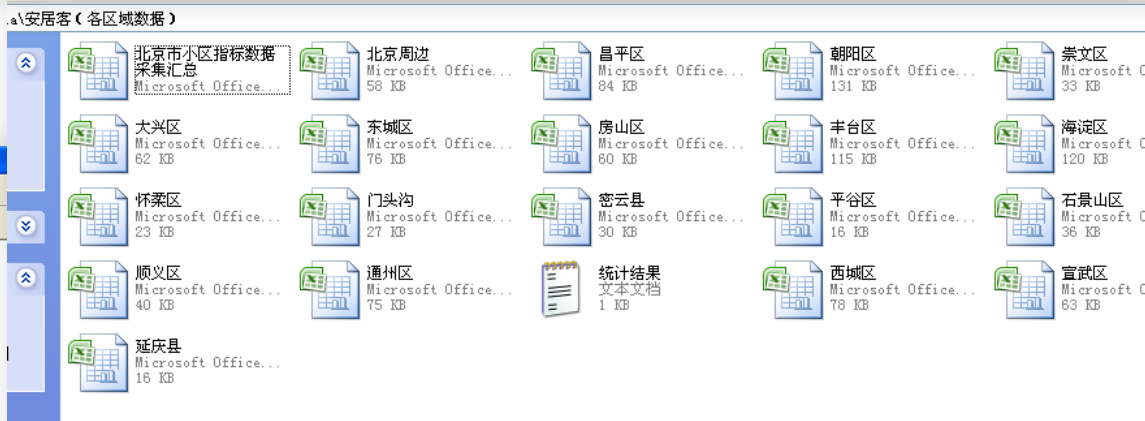 .a\安居客(各区域数据)
北京市小区指标数据
采集汇总
Microsoft Office...
北京周边
Microsoft Office...
58 KB
昌平区
Microsoft Office...
84 KB
朝阳区
Microsoft Office...
131 KB
崇文区
Microsoft O
33 KB
大兴区
Microsoft Office...
62 KB
东城区
Microsoft Office...
76 KB
房山区
Microsoft Office...
60 KB
丰台区
Microsoft Office...
115 KB
海淀区
Microsoft O
120 KB
怀柔区
Microsoft Office...
23 KB
门头沟
Microsoft Office...
27 KB
密云县
Microsoft Office...
30 KB
平谷区
Microsoft Office...
16 KB
石景山区
Microsoft O
36 KB
顺义区
Microsoft Office...
40 KB
通州区
Microsoft Office...
75 KB
统计结果
文本文档
1 KB
西城区
Microsoft Office...
78 KB
宣武区
Microsoft O
63 KB
延庆县
Microsoft Office...
16 KB